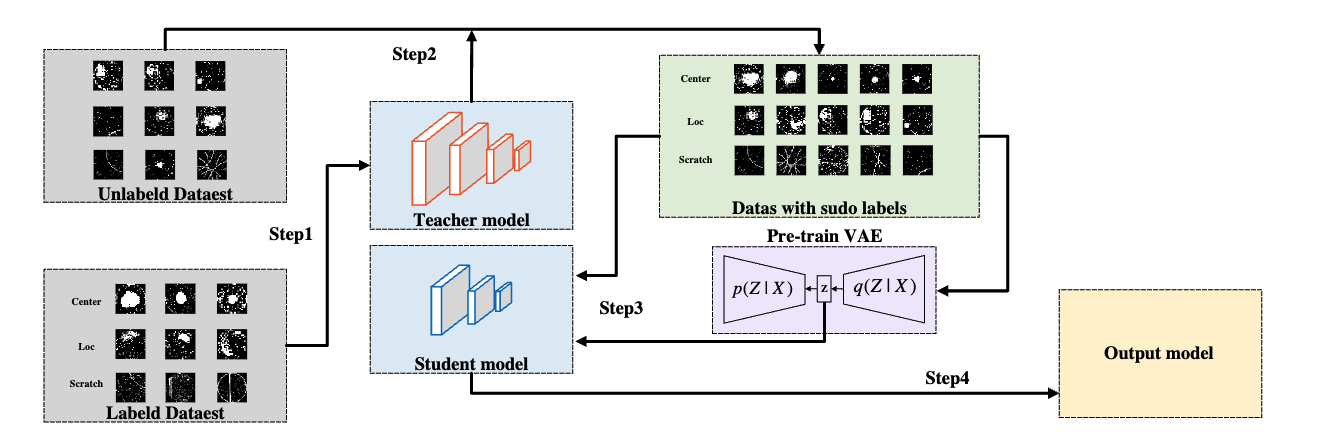 Step2
Unlabeld Dataest
Step1
Teacher model
Center
Loc
Scratch
Datas with sudo labels
Pre-train VAE
p(Z|X)
z
q(Z|X)
Step3
Student model
Center
Loc
Scratch
Labeld Dataest
Step4
Output model